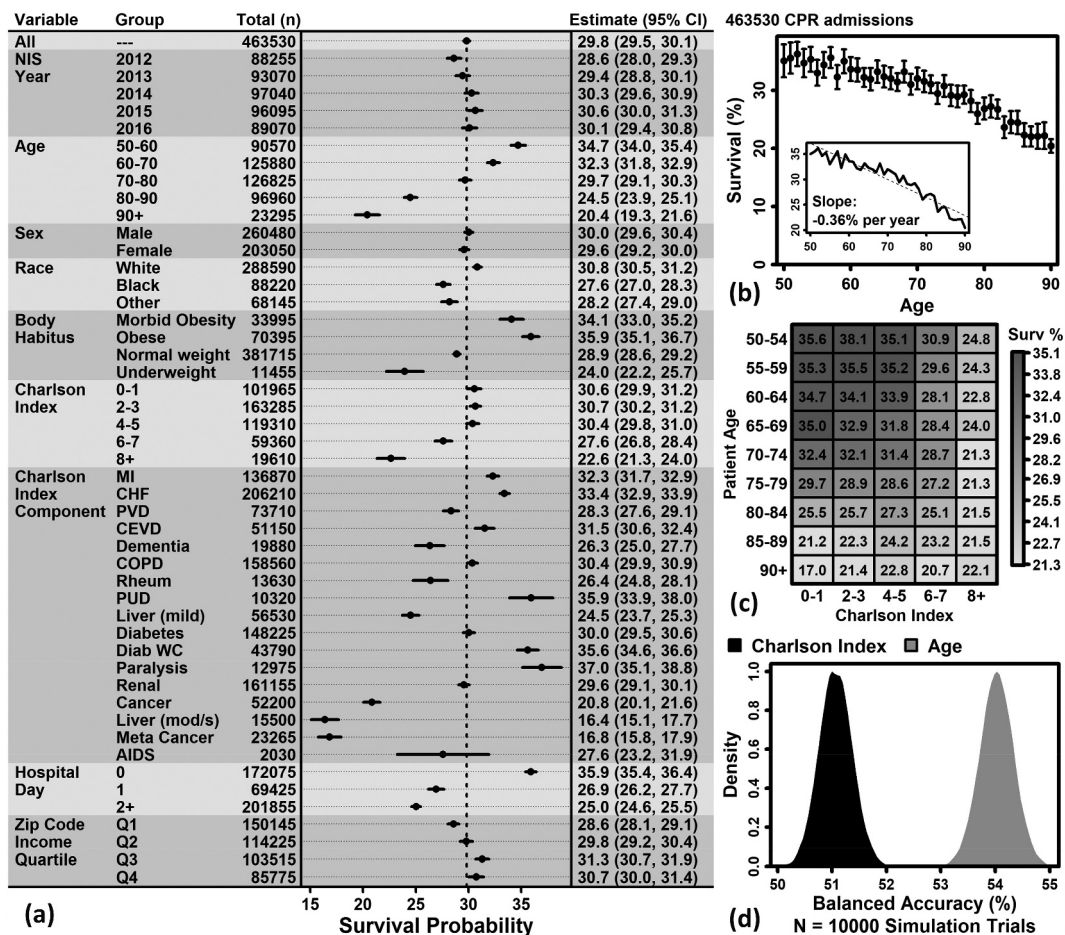 Variable Group Total (n) Estimate (95% CI)
All --- 463530 29.8 (29.5, 30.1)
NIS 2012 88255 28.6 (28.0, 29.3)
Year 2013 93070 29.4 (28.8, 30.1)
2014 97040 30.3 (29.6, 30.9)
2015 96095 30.6 (30.0, 31.3)
2016 89070 30.1 (29.4, 30.8)
Age 50-60 90570 34.7 (34.0, 35.4)
60-70 125880 32.3 (31.8, 32.9)
70-80 126825 29.7 (29.1, 30.3)
80-90 96960 24.5 (23.9, 25.1)
90+ 23295 20.4 (19.3, 21.6)
Sex Male 260480 30.0 (29.6, 30.4)
Female 203050 29.6 (29.2, 30.0)
Race White 288590 30.8 (30.5, 31.2)
Black 88220 27.6 (27.0, 28.3)
Other 68145 28.2 (27.4, 29.0)
Body Morbid Obesity 33995 34.1 (33.0, 35.2)
Habitus Obese 70395 35.9 (35.1, 36.7)
Normal weight 381715 28.9 (28.6, 29.2)
Underweight 11455 24.0 (22.2, 25.7)
Charlson 0-1 101965 30.6 (29.9, 31.2)
Index 2-3 163285 30.7 (30.2, 31.2)
4-5 119310 30.4 (29.8, 31.0)
6-7 59360 27.6 (26.8, 28.4)
8+ 19610 22.6 (21.3, 24.0)
Charlson MI 136870 32.3 (31.7, 32.9)
Index CHF 206210 33.4 (32.9, 33.9)
Component PVD 73710 28.3 (27.6, 29.1)
CEVD 51150 31.5 (30.6, 32.4)
Dementia 19880 26.3 (25.0, 27.7)
COPD 158560 30.4 (29.9, 30.9)
Rheum 13630 26.4 (24.8, 28.1)
PUD 10320 35.9 (33.9, 38.0)
Liver (mild) 56530 24.5 (23.7, 25.3)
Diabetes 148225 30.0 (29.5, 30.6)
Diab WC 43790 35.6 (34.6, 36.6)
Paralysis 12975 37.0 (35.1, 38.8)
Renal 161155 29.6 (29.1, 30.1)
Cancer 52200 20.8 (20.1, 21.6)
Liver (mod/s) 15500 16.4 (15.1, 17.7)
Meta Cancer 23265 16.8 (15.8, 17.9)
AIDS 2030 27.6 (23.2, 31.9)
Hospital 0 172075 35.9 (35.4, 36.4)
Day 1 69425 26.9 (26.2, 27.7)
2+ 201855 25.0 (24.6, 25.5)
Zip Code Q1 150145 28.6 (28.1, 29.1)
Income Q2 114225 29.8 (29.2, 30.4)
Quartile Q3 103515 31.3 (30.7, 31.9)
Q4 85775 30.7 (30.0, 31.4)
15 20 25 30 35
Survival Probability
(a)
463530 CPR admissions
Survival (%)
30
20
10
0
35
30
25
20
Slope:
-0.36% per year
50 60 70 80 90
50 60 70 80 90
Age
(b)
Surv %
Patient Age
50-54 35.6 38.1 35.1 30.9 24.8
55-59 35.3 35.5 35.2 29.6 24.3
60-64 34.7 34.1 33.9 28.1 22.8
65-69 35.0 32.9 31.8 28.4 24.0
70-74 32.4 32.1 31.4 28.7 21.3
75-79 29.7 28.9 28.6 27.2 21.3
80-84 25.5 25.7 27.3 25.1 21.5
85-89 21.2 22.3 24.2 23.2 21.5
90+ 17.0 21.4 22.8 20.7 22.1
0-1 2-3 4-5 6-7 8+
Charlson Index
35.1
33.8
32.4
31.0
29.6
28.2
26.9
25.5
24.1
22.7
21.3
(c)
Charlson Index Age
Density
1.0
0.8
0.6
0.4
0.2
0.0
50 51 52 53 54 55
Balanced Accuracy (%)
N = 10000 Simulation Trials
(d)